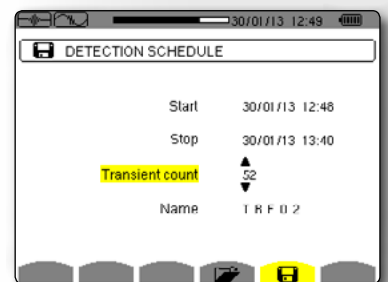 30/01/13 12:49
DETECTION SCHEDULE
Start 30/01/13 12:48
Stop 30/01/13 13:40
Transient count 52
Name T R F 0 2